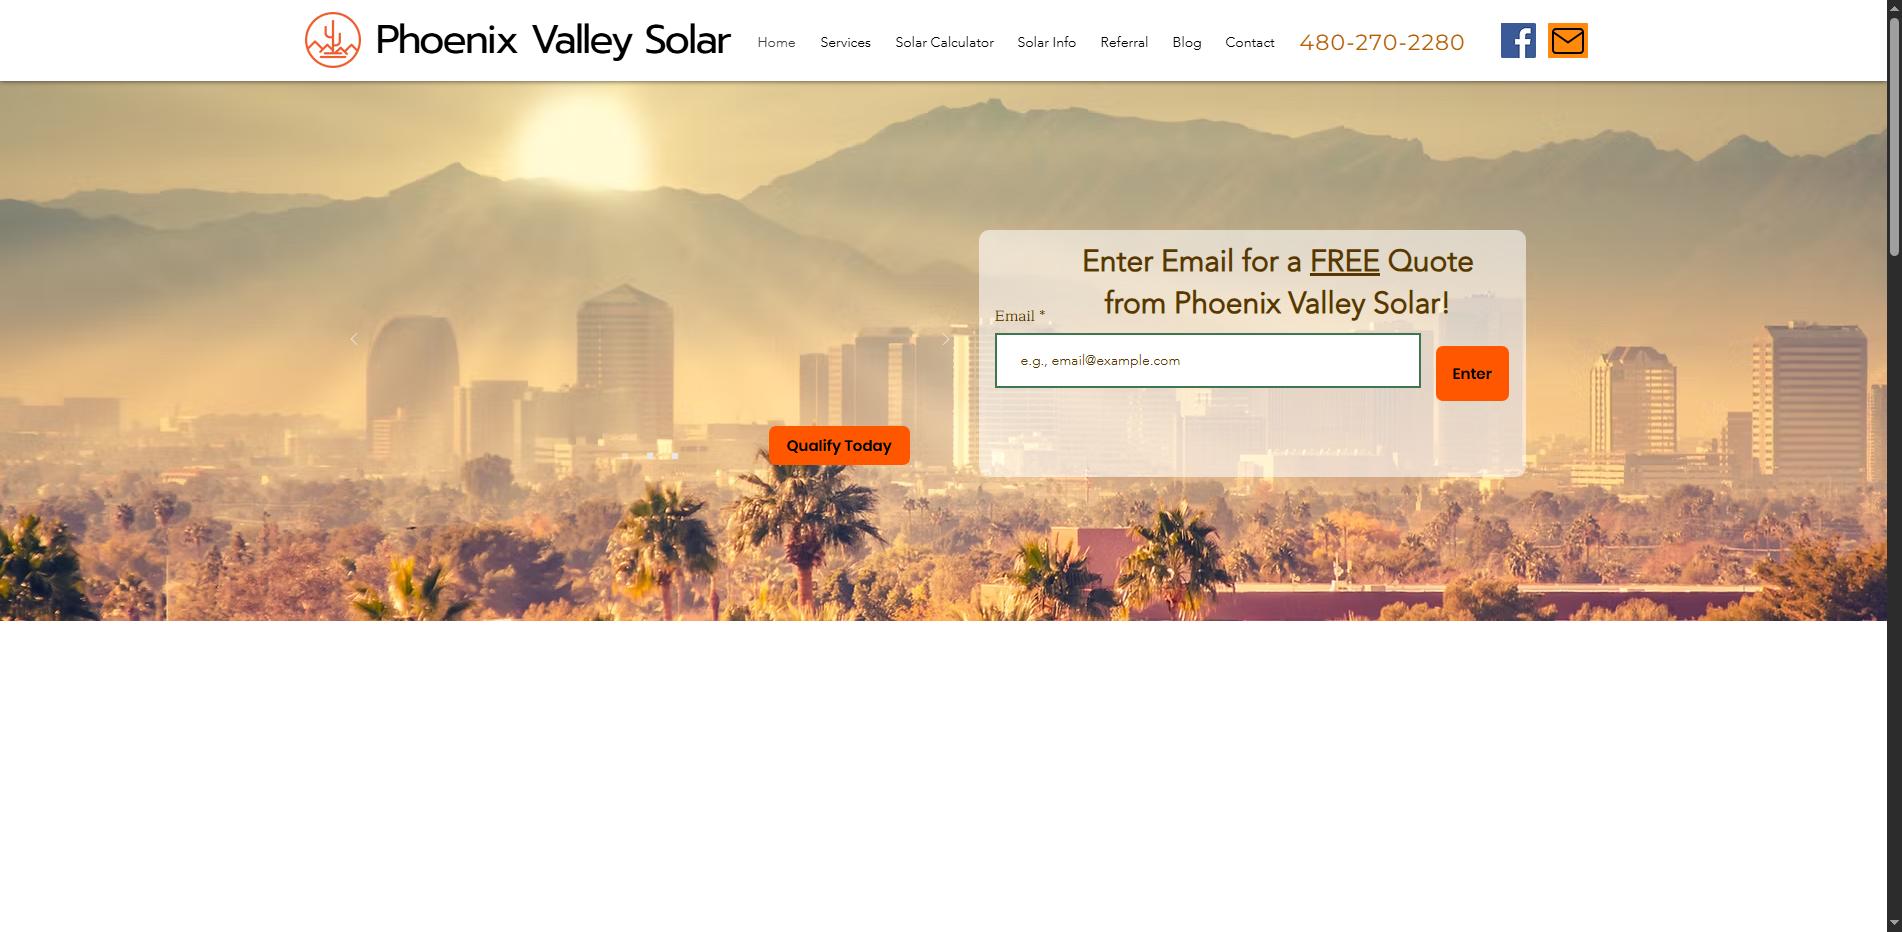 Phoenix Valley Solar
Home Services Solar Calculator Solar Info Referral Blog Contact 480-270-2280
Enter Email for a FREE Quote
from Phoenix Valley Solar!
Email *
e.g., email@example.com
Enter
Qualify Today